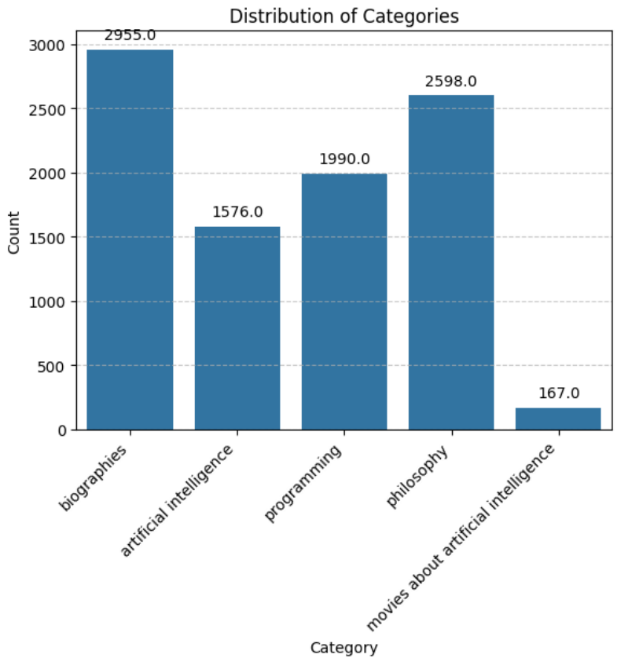 Distribution of Categories
3000
2500
2000
1500
1000
500
0
Count
2955.0
1576.0
1990.0
2598.0
167.0
biographies
artificial intelligence
programming
philosophy
movies about artificial intelligence
Category